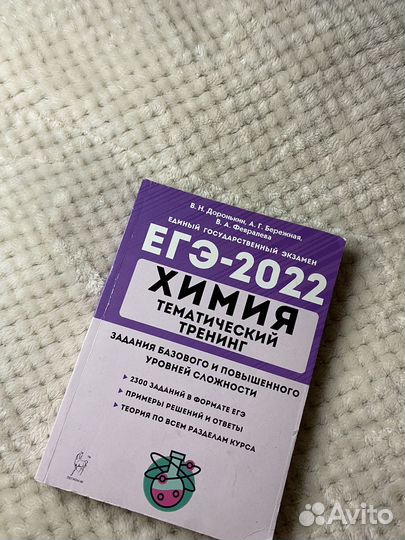 В. Н. Доронькин, А. Г. Бережная,
В. А. Февралева
ЕДИНЫЙ ГОСУДАРСТВЕННЫЙ ЭКЗАМЕН
ЕГЭ-2022
ХИМИЯ
ТЕМАТИЧЕСКИЙ
ТРЕНИНГ
ЗАДАНИЯ БАЗОВОГО И ПОВЫШЕННОГО
УРОВНЕЙ СЛОЖНОСТИ
2300 ЗАДАНИЙ В ФОРМАТЕ ЕГЭ
ПРИМЕРЫ РЕШЕНИЙ И ОТВЕТЫ
ТЕОРИЯ ПО ВСЕМ РАЗДЕЛАМ КУРСА
ЛЕГИОН
Avito